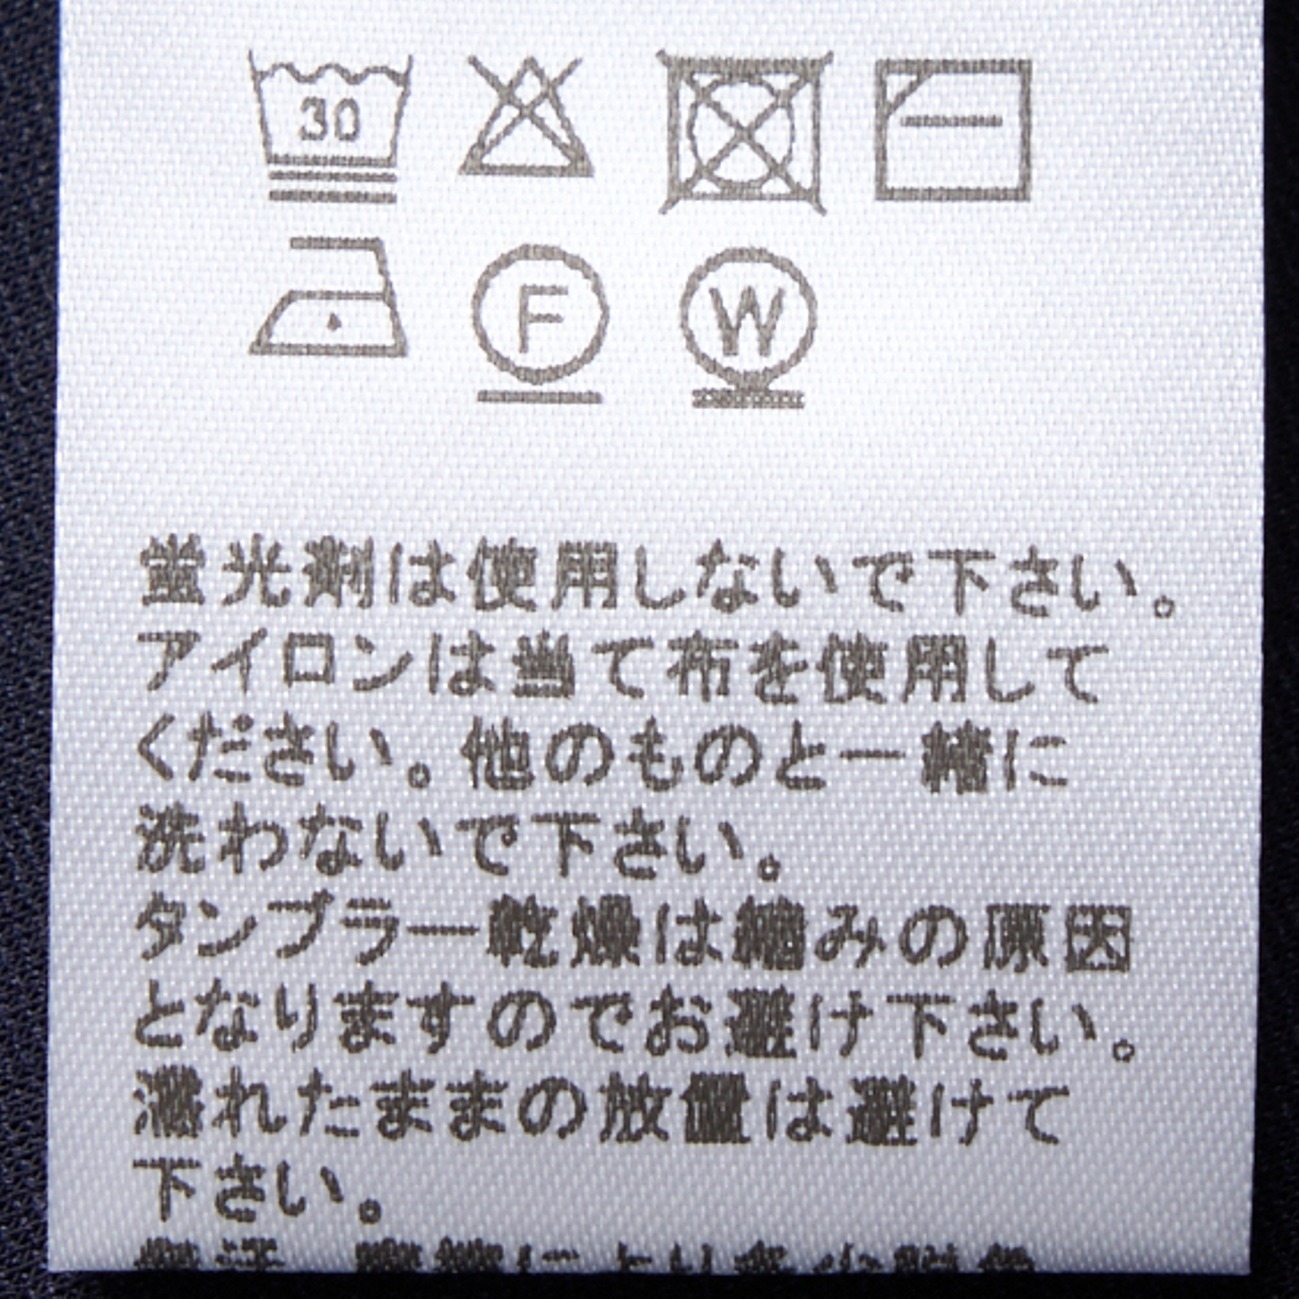 30
F W
蛍光剤は使用しないで下さい。
アイロンは当て布を使用して
ください。他のものと一緒に
洗わないで下さい。
タンブラー乾燥は縮みの原因
となりますのでお避け下さい。
濡れたままの放置は避けて
下さい。